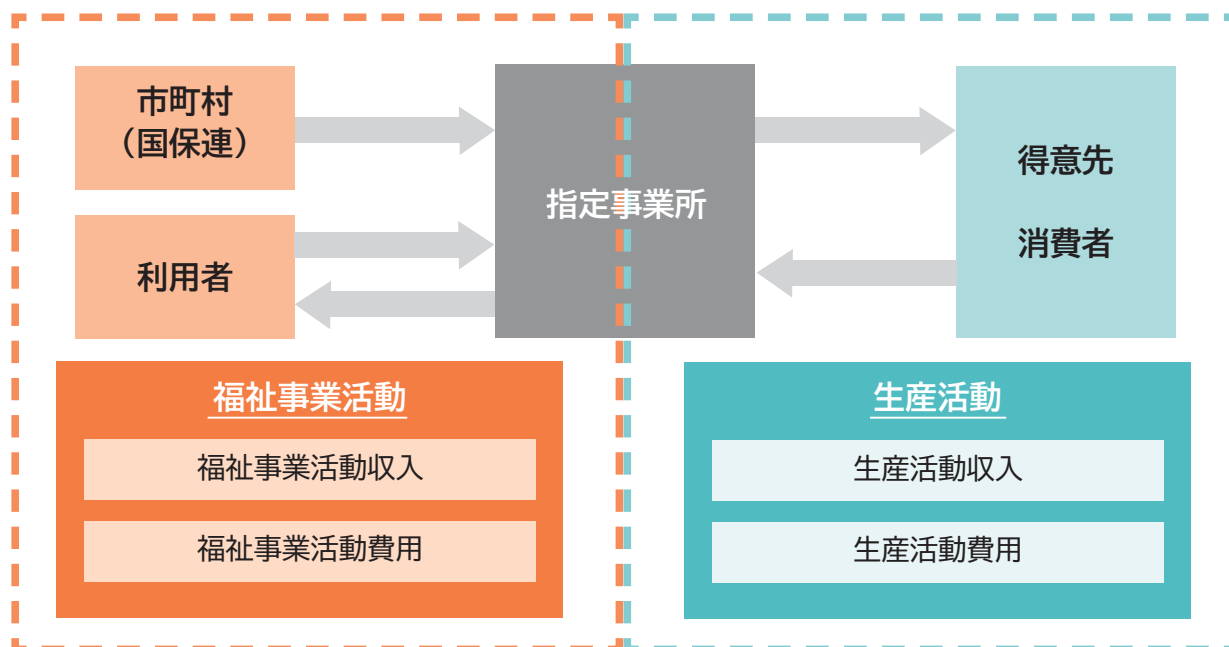 市町村
（国保連）
利用者
指定事業所
得意先
消費者
福祉事業活動
福祉事業活動収入
福祉事業活動費用
生産活動
生産活動収入
生産活動費用